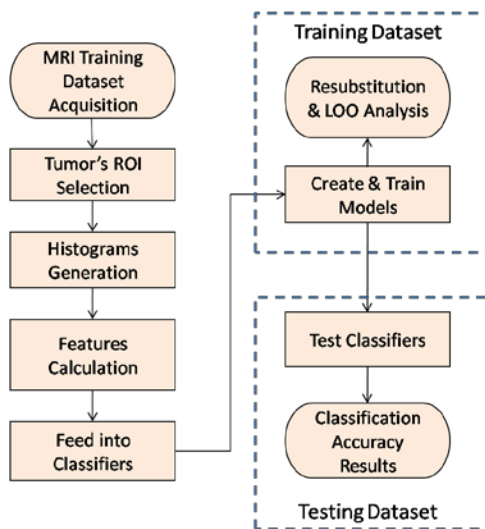 MRI Training
Dataset
Acquisition
Tumor's ROI
Selection
Histograms
Generation
Features
Calculation
Feed into
Classifiers
Training Dataset
Resubstitution
& LOO Analysis
Create & Train
Models
Test Classifiers
Classification
Accuracy
Results
Testing Dataset